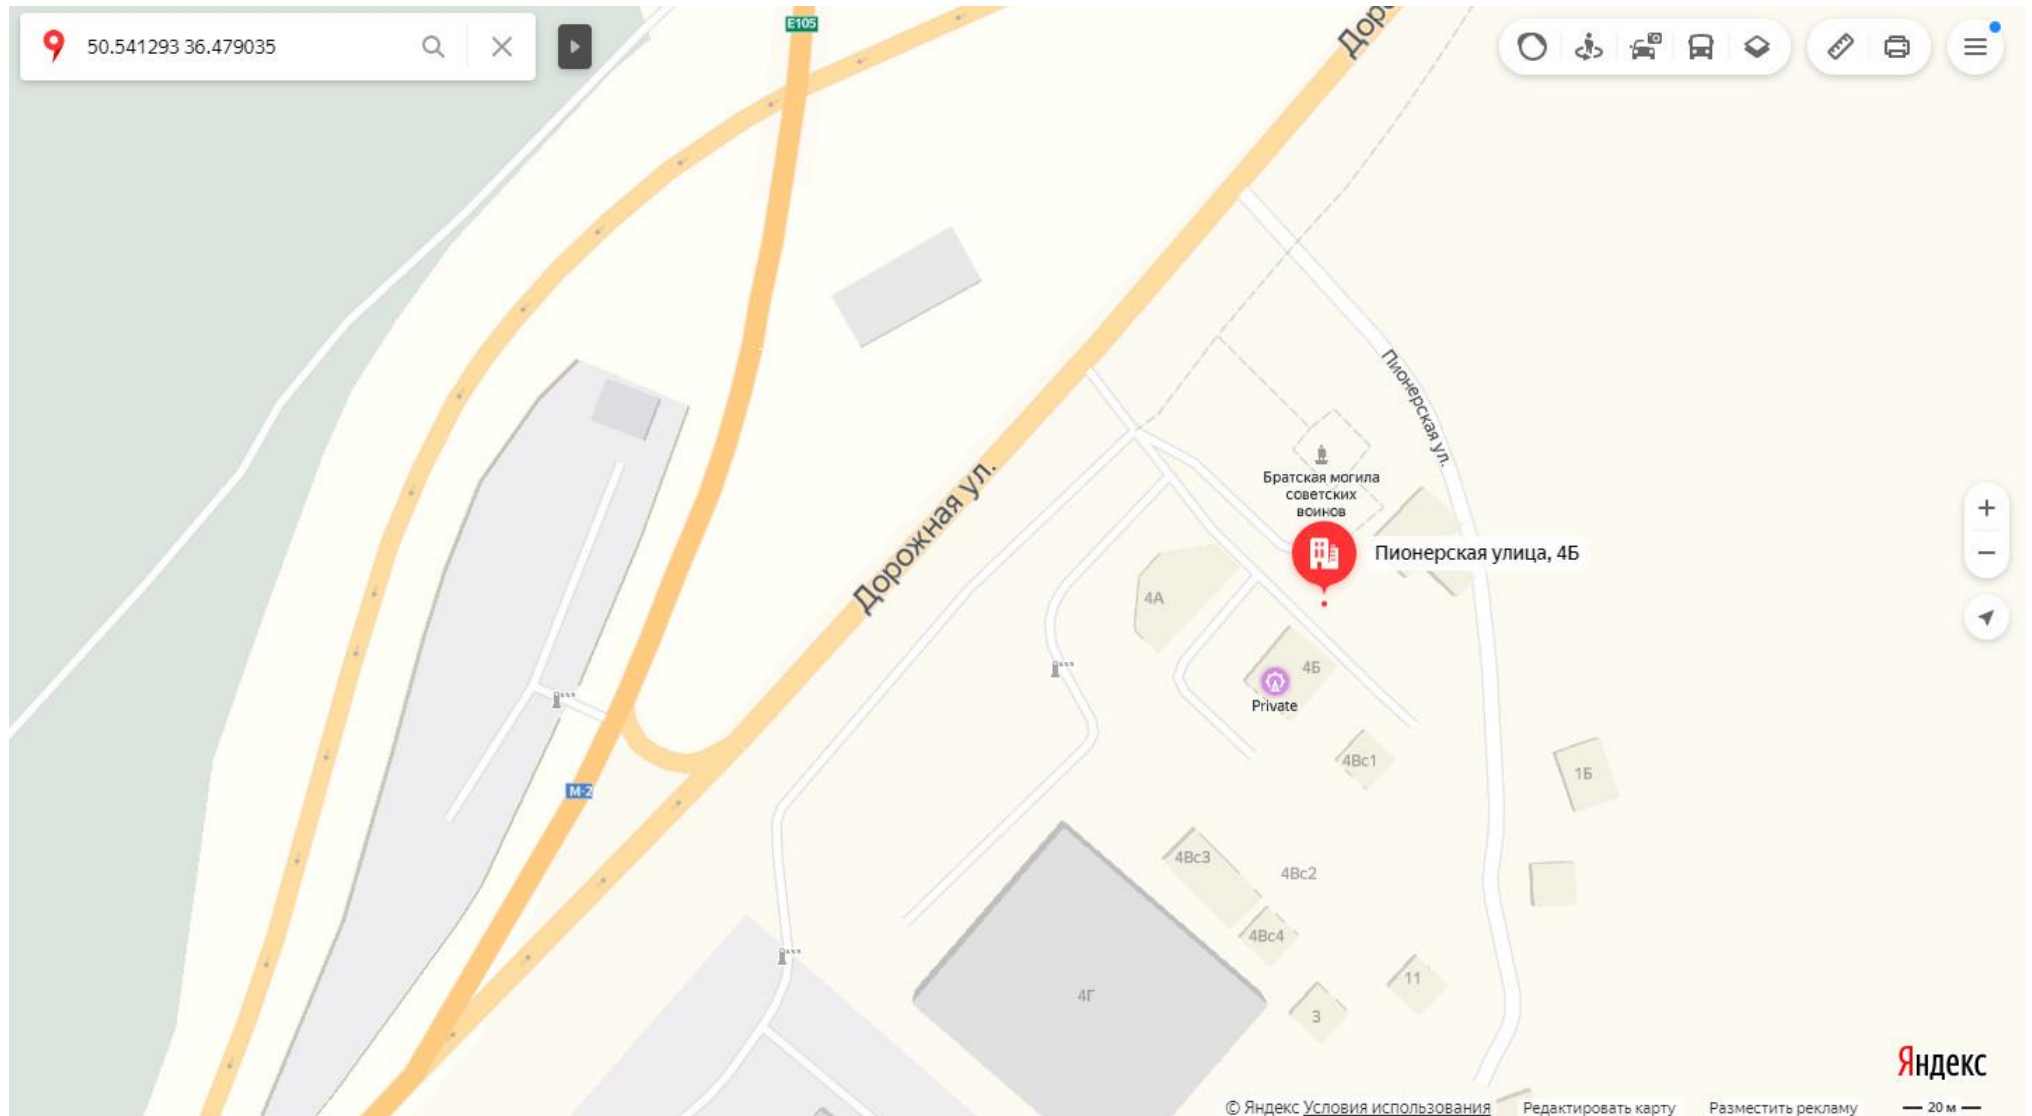 50.541293 36.479035
E105
Доро
Пионерская ул.
Братская могила
советских
воинов
Дорожная ул.
Пионерская улица, 4Б
4А
4Б
Private
4Вс1
1Б
М-2
4Вс3
4Вс2
4Вс4
11
4Г
3
Яндекс
© Яндекс Условия использования Редактировать карту Разместить рекламу 20 м